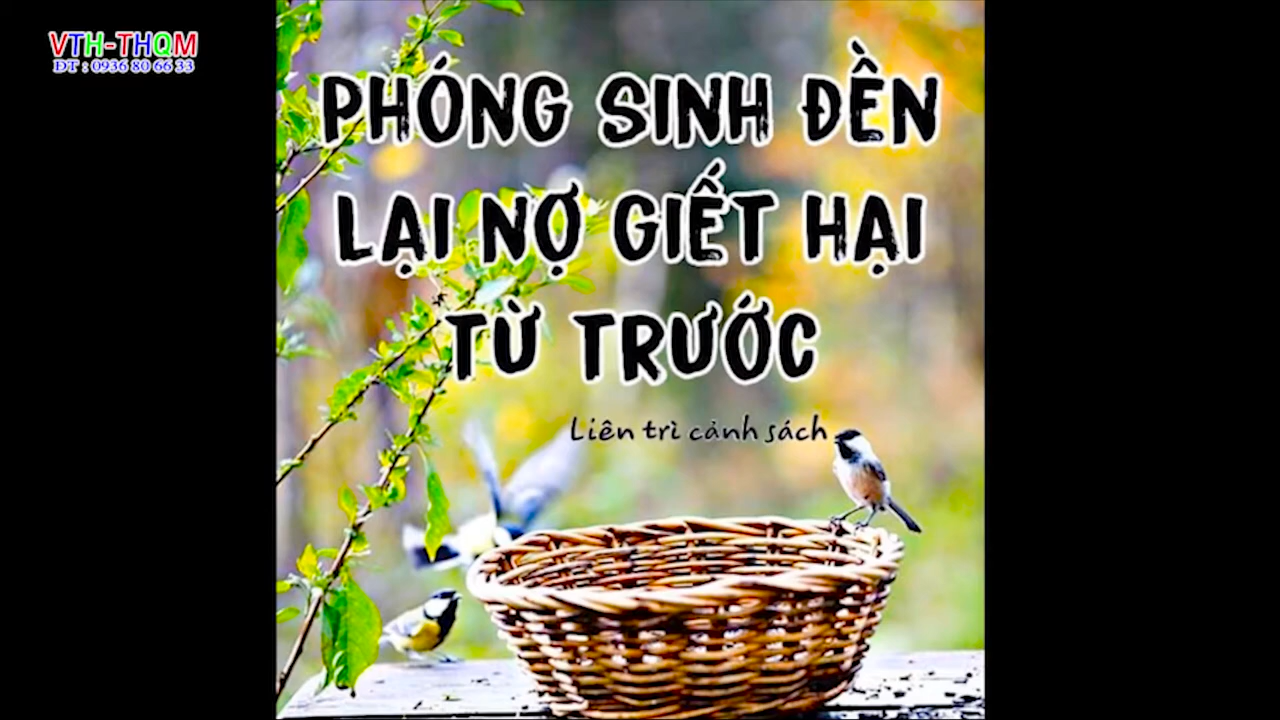 VTH-THQM
ĐT : 0936 80 66 33
PHÓNG SINH ĐỀN
LẠI NỢ GIẾT HẠI
TỪ TRƯỚC
Liên trì cảnh sách